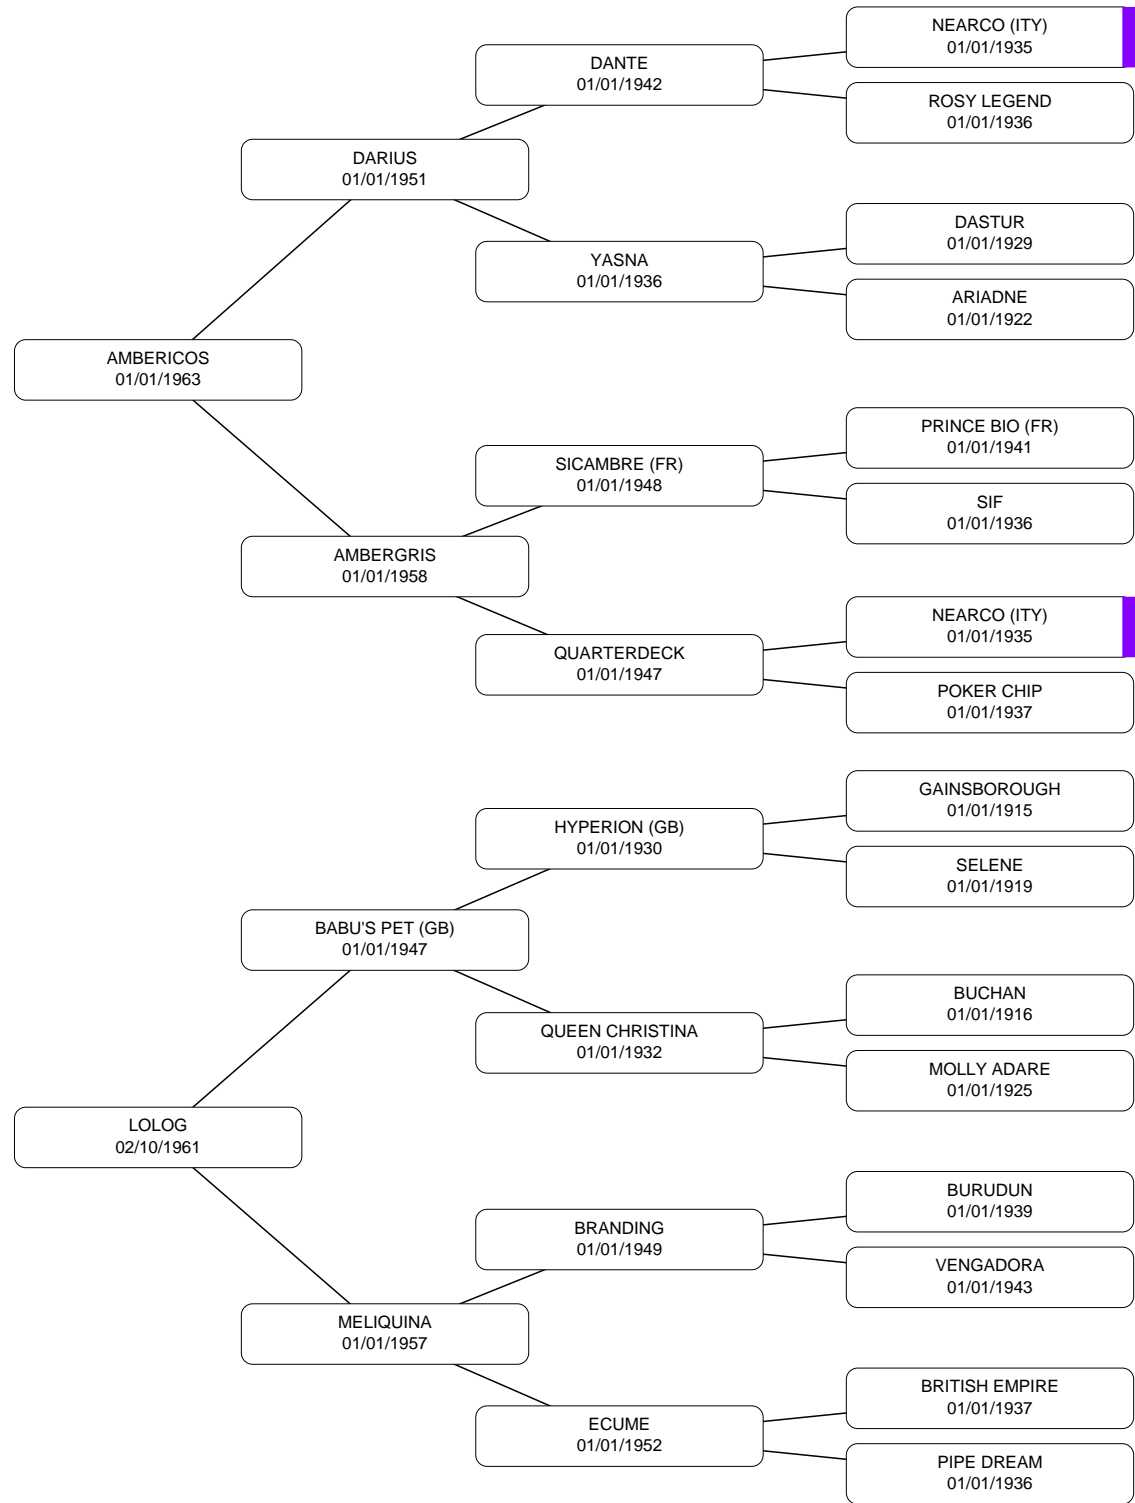 NEARCO (ITY)
01/01/1935
DANTE
01/01/1942
ROSY LEGEND
01/01/1936
DARIUS
01/01/1951
DASTUR
01/01/1929
YASNA
01/01/1936
ARIADNE
01/01/1922
AMBERICOS
01/01/1963
PRINCE BIO (FR)
01/01/1941
SICAMBRE (FR)
01/01/1948
SIF
01/01/1936
AMBERGRIS
01/01/1958
NEARCO (ITY)
01/01/1935
QUARTERDECK
01/01/1947
POKER CHIP
01/01/1937
GAINSBOROUGH
01/01/1915
HYPERION (GB)
01/01/1930
SELENE
01/01/1919
BABU'S PET (GB)
01/01/1947
BUCHAN
01/01/1916
QUEEN CHRISTINA
01/01/1932
MOLLY ADARE
01/01/1925
LOLOG
02/10/1961
BURUDUN
01/01/1939
BRANDING
01/01/1949
VENGADORA
01/01/1943
MELIQUINA
01/01/1957
BRITISH EMPIRE
01/01/1937
ECUME
01/01/1952
PIPE DREAM
01/01/1936